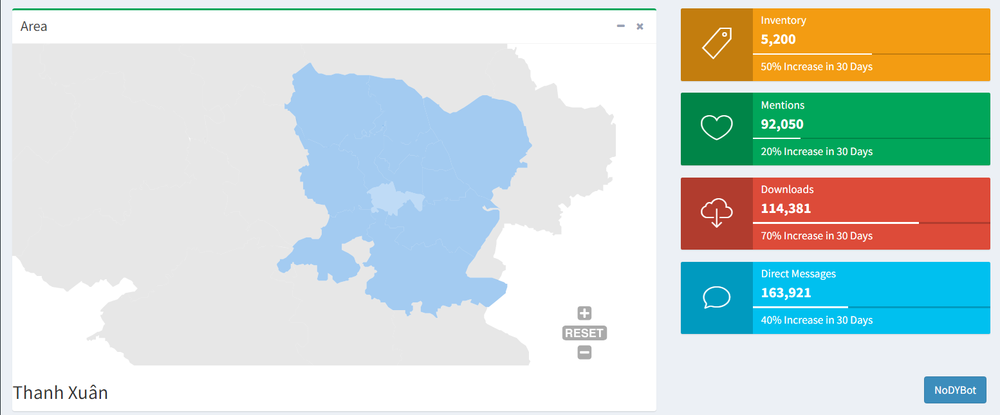 Area
RESET
Thanh Xuân
Inventory
5,200
50% Increase in 30 Days
Mentions
92,050
20% Increase in 30 Days
Downloads
114,381
70% Increase in 30 Days
Direct Messages
163,921
40% Increase in 30 Days
NoDYBot